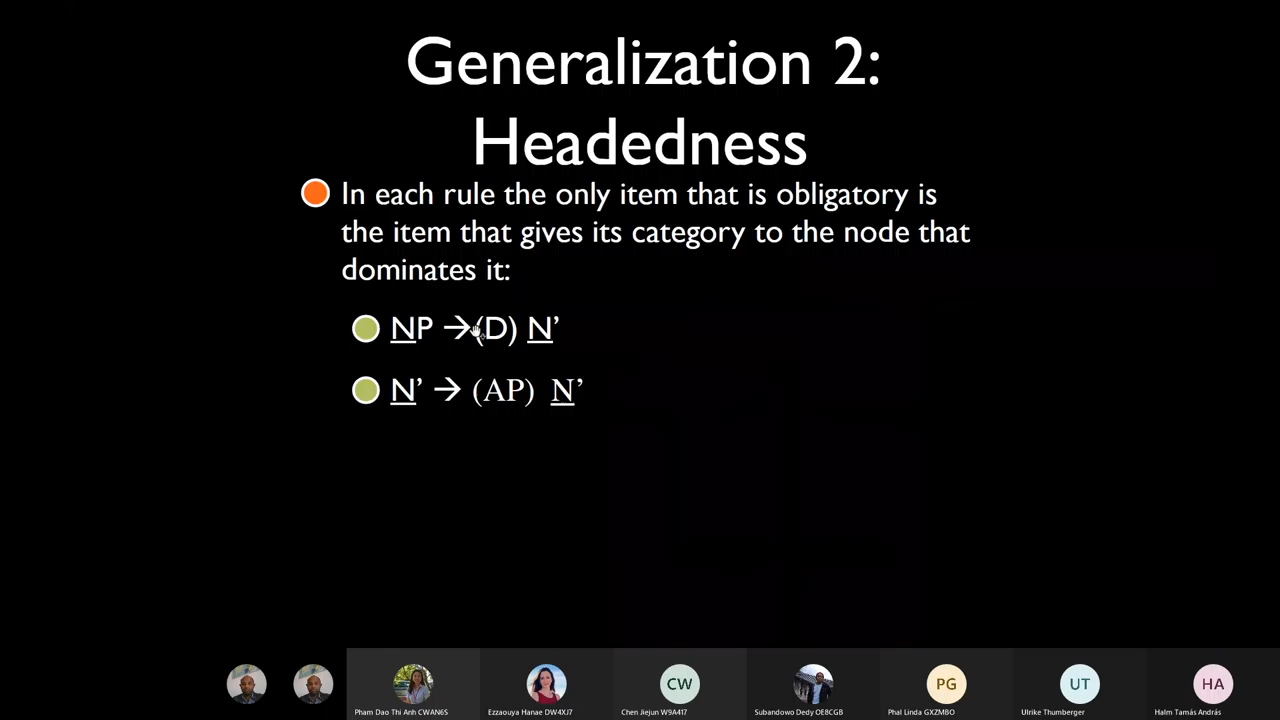 Generalization 2:
Headedness
In each rule the only item that is obligatory is
the item that gives its category to the node that
dominates it:
NP → (D) N’
N’ → (AP) N’
CW
PG
UT
HA
Pham Dao Thi Anh CWAN6S
Ezzaouya Hanae DW4XJ7
Chen Jiejun W9A417
Subandowo Dedy OE8CGB
Phal Linda GXZMBO
Ulrike Thumberger
Halm Tamás András